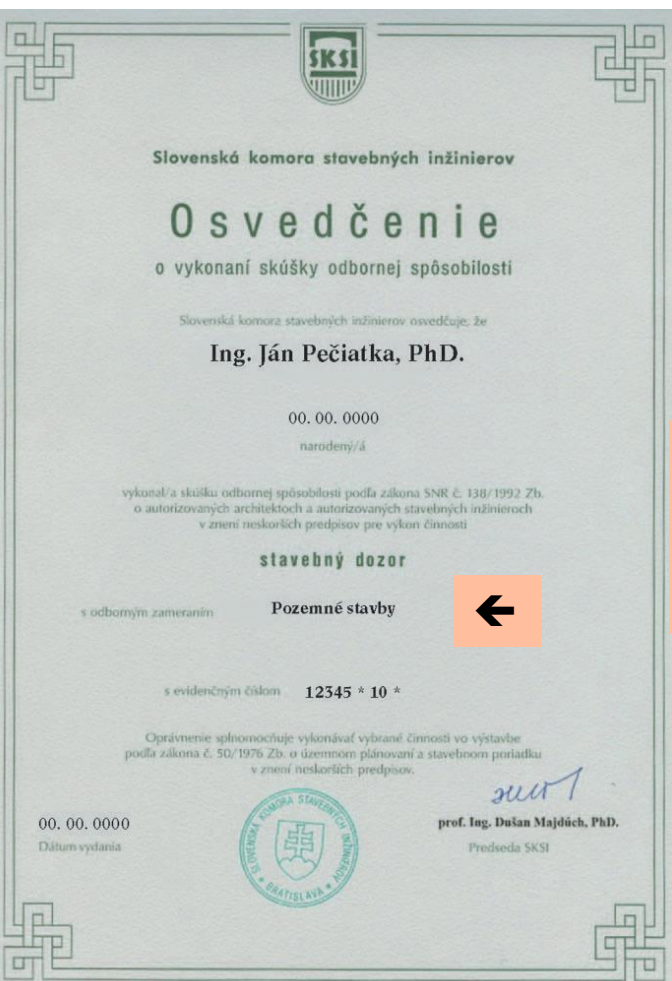 SKSI
Slovenská komora stavebných inžinierov
Osvedčenie
o vykonaní skúšky odbornej spôsobilosti
Slovenská komora stavebných inžinierov osvedčuje, že
Ing. Ján Pečiatka, PhD.
00. 00. 0000
narodený/á
vykonal/a skúšku odbornej spôsobilosti podľa zákona SNR č. 138/1992 Zb.
o autorizovaných architektoch a autorizovaných stavebných inžinieroch
v znení neskorších predpisov pre výkon činnosti
stavebný dozor
s odborným zameraním Pozemné stavby
s evidenčným číslom 12345 * 10 *
Oprávnenie splnomocňuje vykonávať vybrané činnosti vo výstavbe
podľa zákona č. 50/1976 Zb. o územnom plánovaní a stavebnom poriadku
v znení neskorších predpisov.
00. 00. 0000
Dátum vydania
SLOVENSKÁ KOMORA STAVEBNÝCH INŽINIEROV
BRATISLAVA
prof. Ing. Dušan Majdúch, PhD.
Predseda SKSI